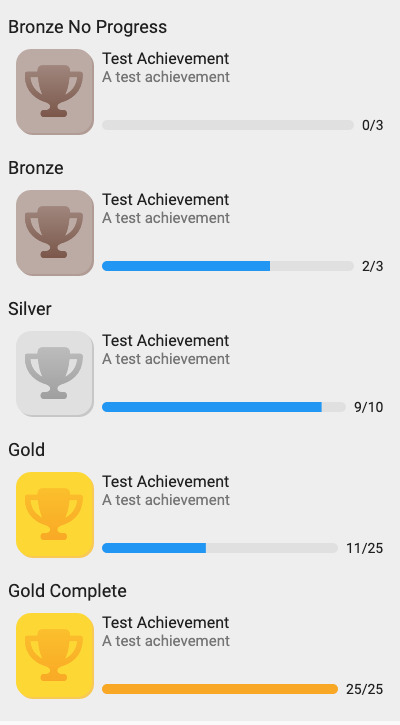 Bronze No Progress
Test Achievement
A test achievement
0/3
Bronze
Test Achievement
A test achievement
2/3
Silver
Test Achievement
A test achievement
9/10
Gold
Test Achievement
A test achievement
11/25
Gold Complete
Test Achievement
A test achievement
25/25